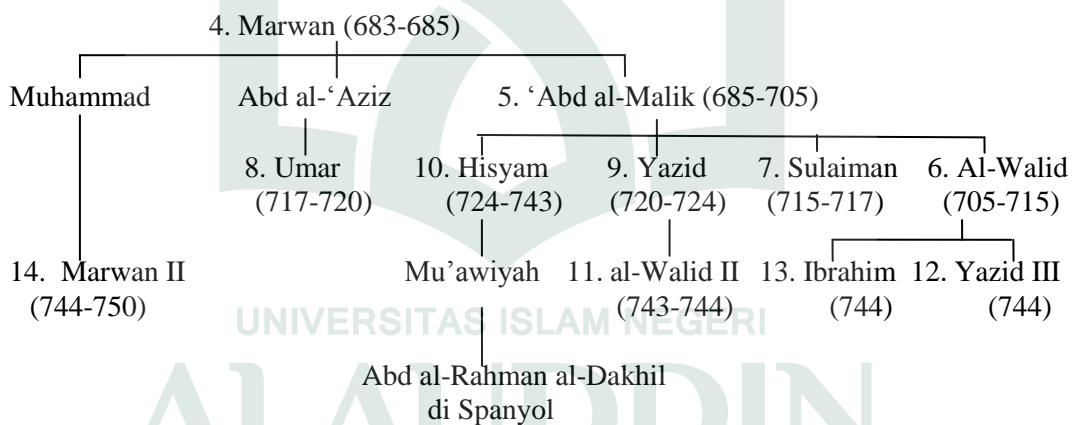 4. Marwan (683-685)
Muhammad Abd al-‘Aziz 5. ‘Abd al-Malik (685-705)
8. Umar 10. Hisyam 9. Yazid 7. Sulaiman 6. Al-Walid
(717-720) (724-743) (720-724) (715-717) (705-715)
14. Marwan II Mu’awiyah 11. al-Walid II 13. Ibrahim 12. Yazid III
(744-750) (743-744) (744) (744)
UNIVERSITAS ISLAM NEGERI
Abd al-Rahman al-Dakhil
di Spanyol
ALAUDDIN